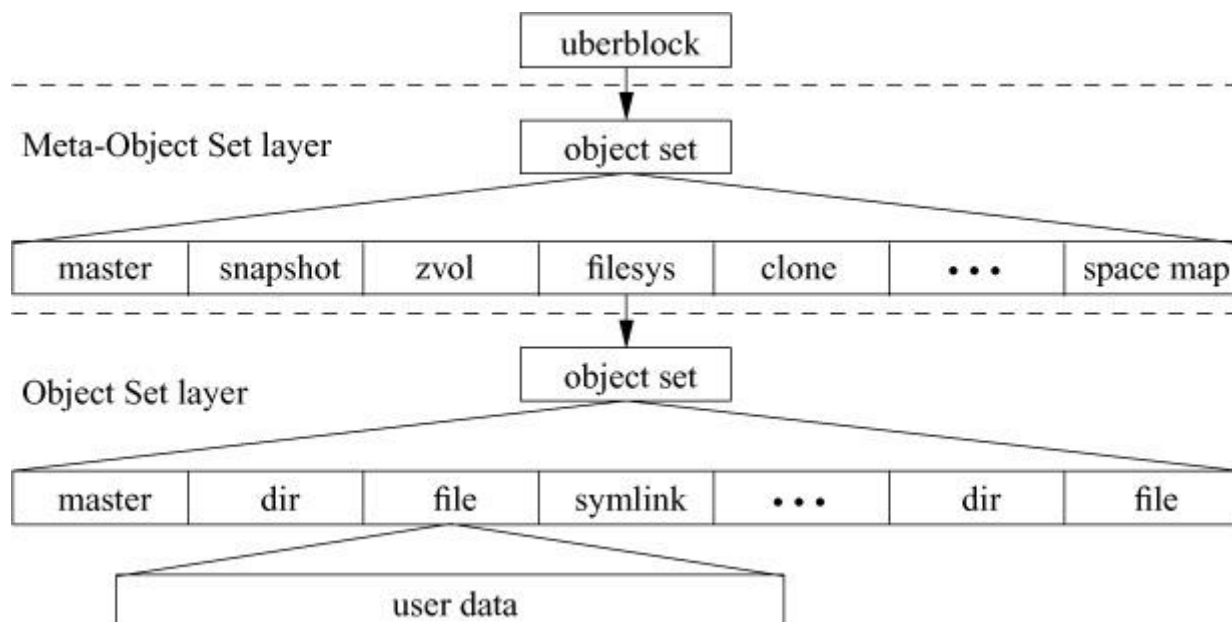 uberblock
Meta-Object Set layer
object set
master snapshot zvol filesys clone ••• space map
object set
Object Set layer
master dir file symlink ••• dir file
user data